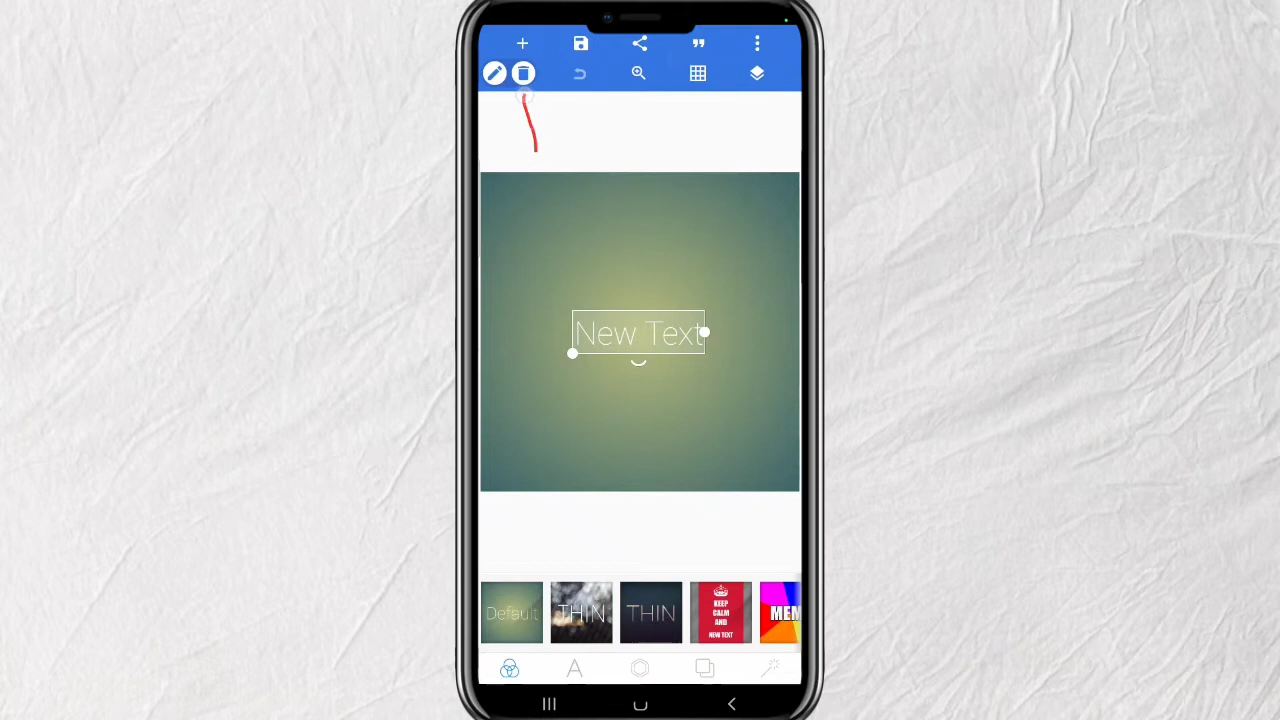 New Text
Default
THIN
THIN
KEEP
CALM
AND
NEW TEXT
MEM